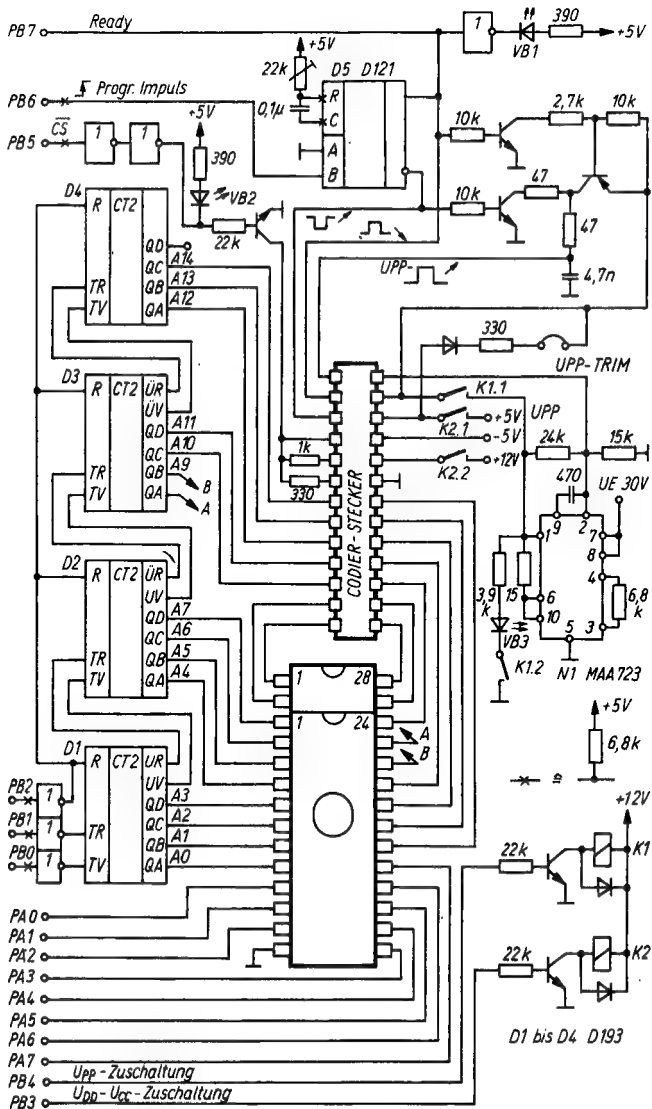 PB7 Ready
1
VB1
390
+5V
+5V
22k
0,1µ
D5 D121
R
C
A
B
PB6 Progr. Impuls
PB5 CS
1
1
+5V
390
VB2
22k
10k
2,7k
10k
10k
47
47
4,7n
UPP-
D4
R
CT2
TR
TV
QD
QC
QB
QA
A14
A13
A12
330
UPP-TRIM
D3
R
CT2
TR
TV
ÜR
ÜV
QD
QC
QB
QA
A11
A10
A9
B
A
1k
330
CODIER-STECKER
K1.1
K2.1
+5V
UPP
-5V
K2.2
+12V
24k
15k
470
UE 30V
9
2
1
7
8
6
4
10
3
5
6,8k
3,9k
15
VB3
K1.2
N1 MAA723
D2
R
CT2
TR
TV
ÜR
UV
QD
QC
QB
QA
A7
A6
A5
A4
1
28
1
24
A
B
+5V
6,8k
≙
D1
R
CT2
TR
TV
UR
UV
QD
QC
QB
QA
A3
A2
A1
A0
PB2
PB1
PB0
1
1
1
+12V
22k
K1
22k
K2
D1 bis D4 D193
PA0
PA1
PA2
PA3
PA4
PA5
PA6
PA7
PB4 UPP-Zuschaltung
PB3 UDD-UCC-Zuschaltung